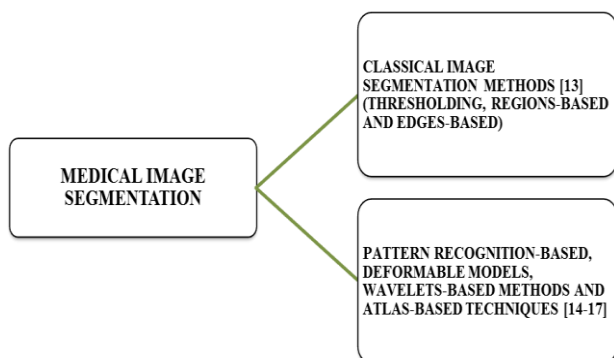 CLASSICAL IMAGE
SEGMENTATION METHODS [13]
(THRESHOLDING, REGIONS-BASED
AND EDGES-BASED)
MEDICAL IMAGE
SEGMENTATION
PATTERN RECOGNITION-BASED,
DEFORMABLE MODELS,
WAVELETS-BASED METHODS AND
ATLAS-BASED TECHNIQUES [14-17]